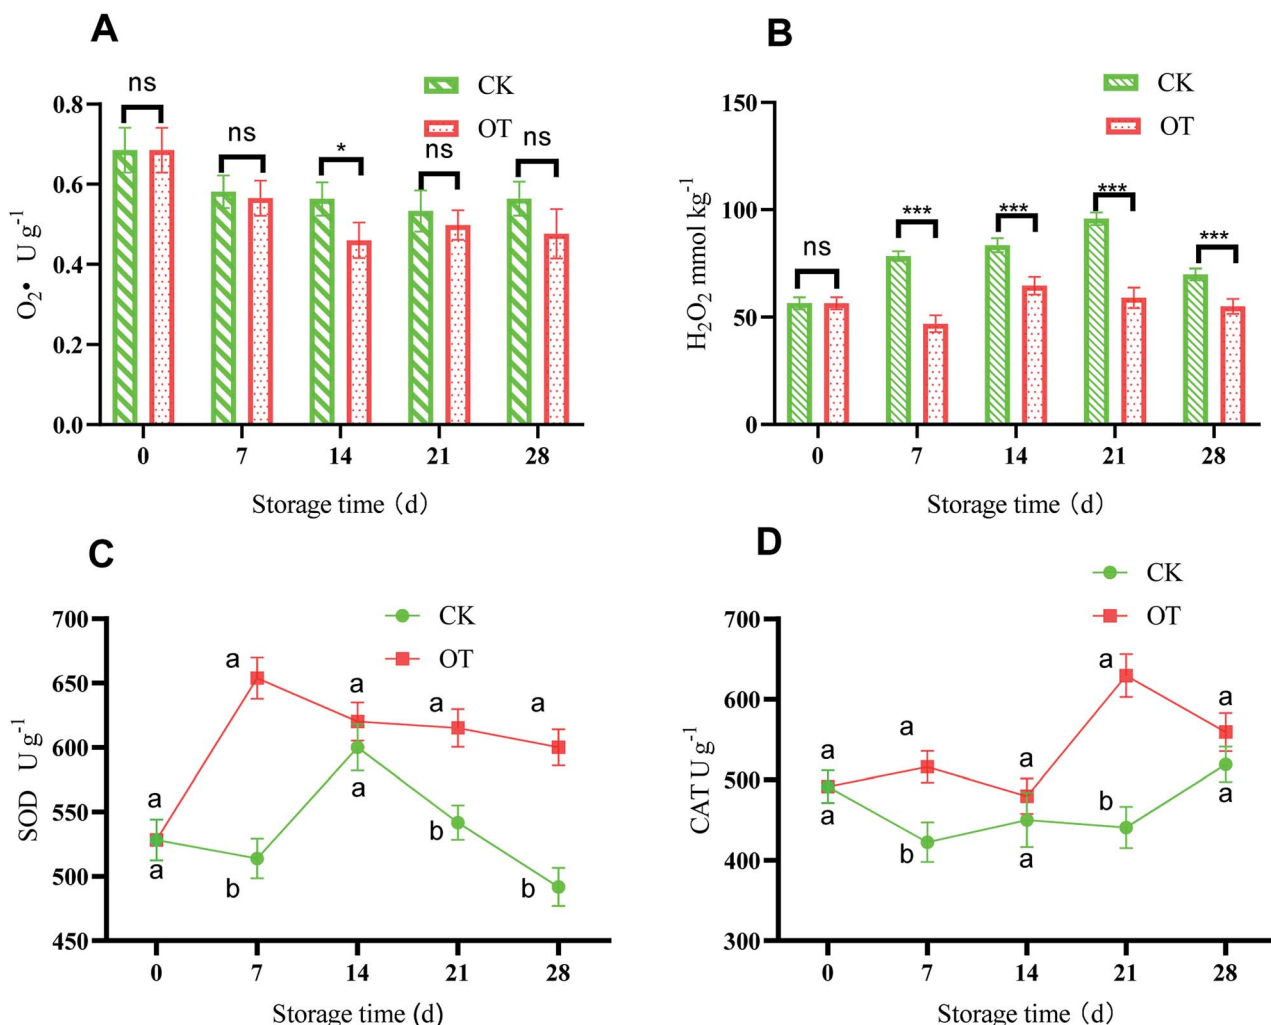 A
ns
CK
OT
0.8
ns
*
ns
ns
0.6
0.4
0.2
0.0
O₂• U g⁻¹
0 7 14 21 28
Storage time（d）
B
CK
OT
150
100
50
0
ns
***
***
***
***
H₂O₂ mmol kg⁻¹
0 7 14 21 28
Storage time（d）
C
CK
OT
700
650
600
550
500
450
SOD U g⁻¹
a
a
a
b
a
a
a
b
a
b
0 7 14 21 28
Storage time (d)
D
CK
OT
700
600
500
400
300
CAT U g⁻¹
a
a
a
b
a
a
a
b
a
a
0 7 14 21 28
Storage time（d）